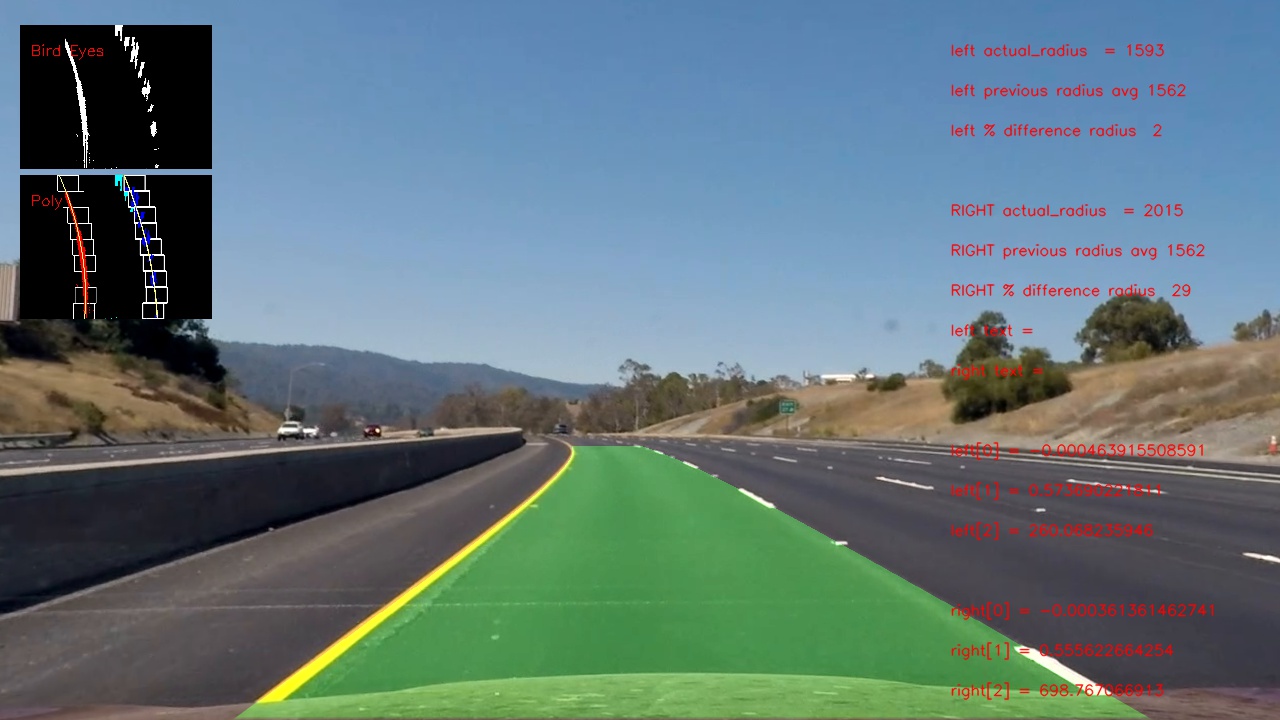 Bird Eyes
Poly
left actual_radius = 1593
left previous radius avg 1562
left % difference radius 2
RIGHT actual_radius = 2015
RIGHT previous radius avg 1562
RIGHT % difference radius 29
left text =
right text =
left[0] = -0.000463915508591
left[1] = 0.573690221811
left[2] = 260.068235946
right[0] = -0.000361361462741
right[1] = 0.555622664254
right[2] = 698.767066913